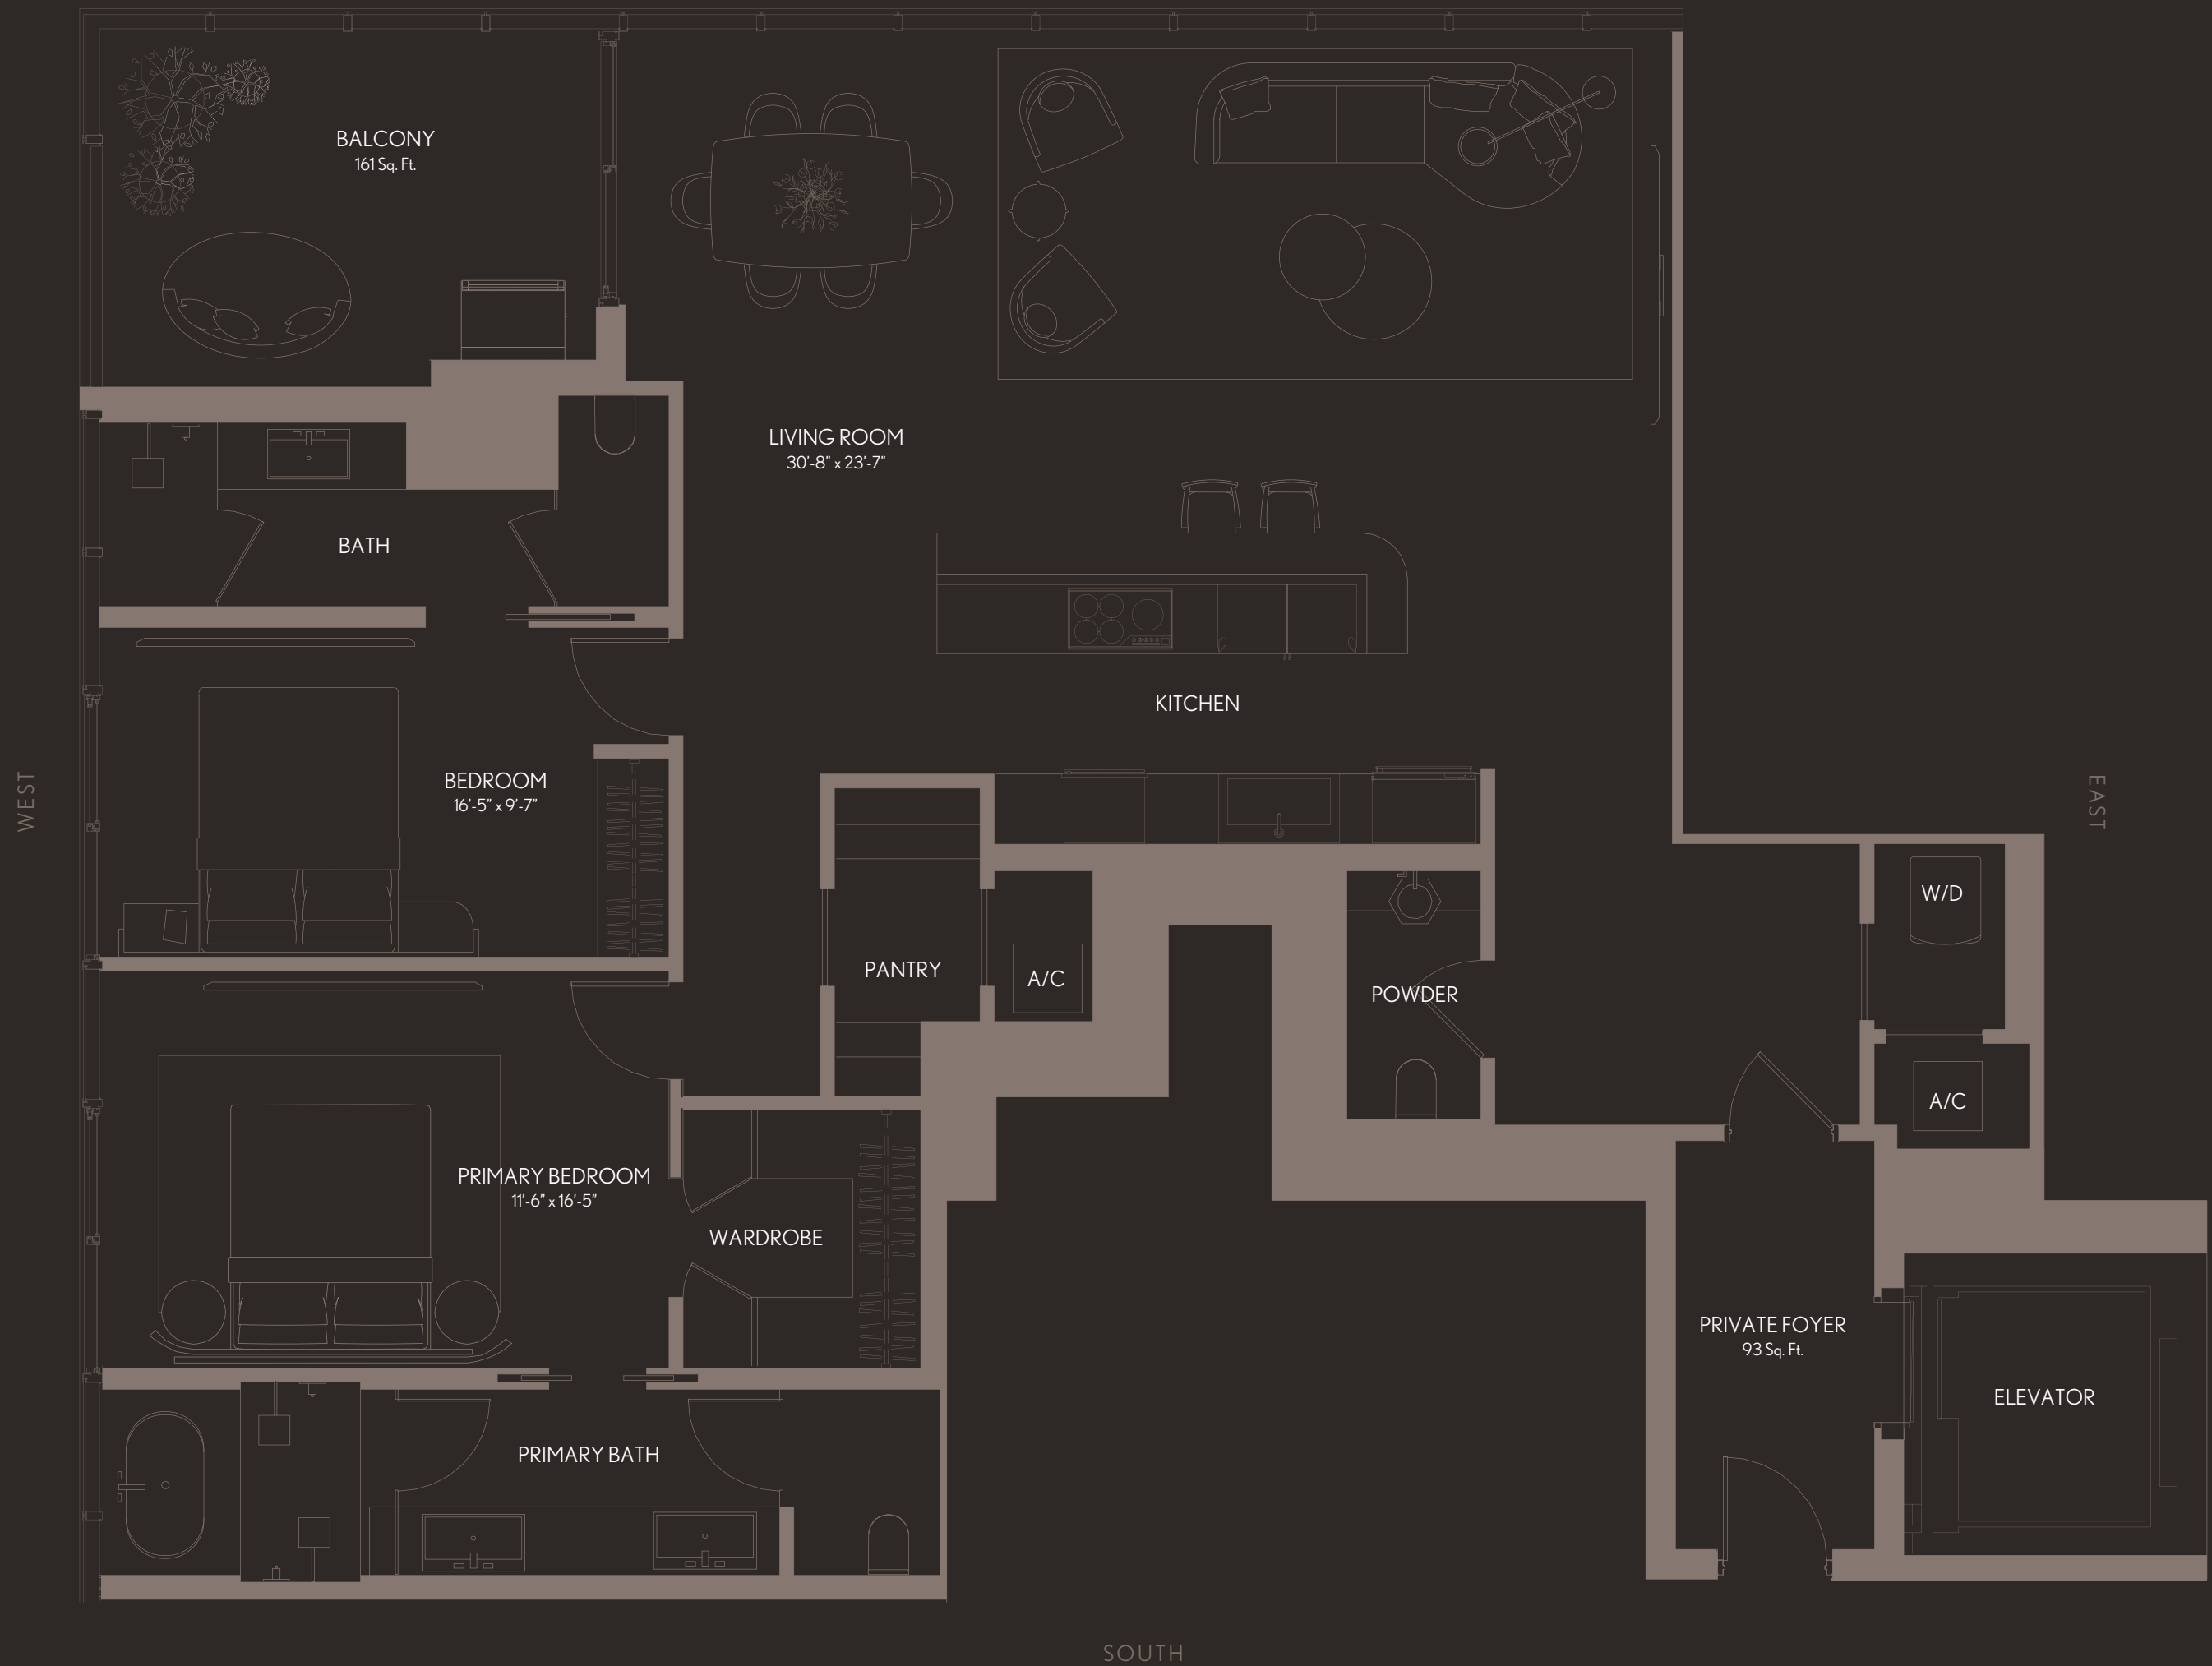 BALCONY
161 Sq. Ft.
LIVING ROOM
30'-8" x 23'-7"
BATH
KITCHEN
WEST
BEDROOM
16'-5" x 9'-7"
EAST
W/D
PANTRY
A/C
POWDER
A/C
PRIMARY BEDROOM
11'-6" x 16'-5"
WARDROBE
PRIVATE FOYER
93 Sq. Ft.
ELEVATOR
PRIMARY BATH
SOUTH